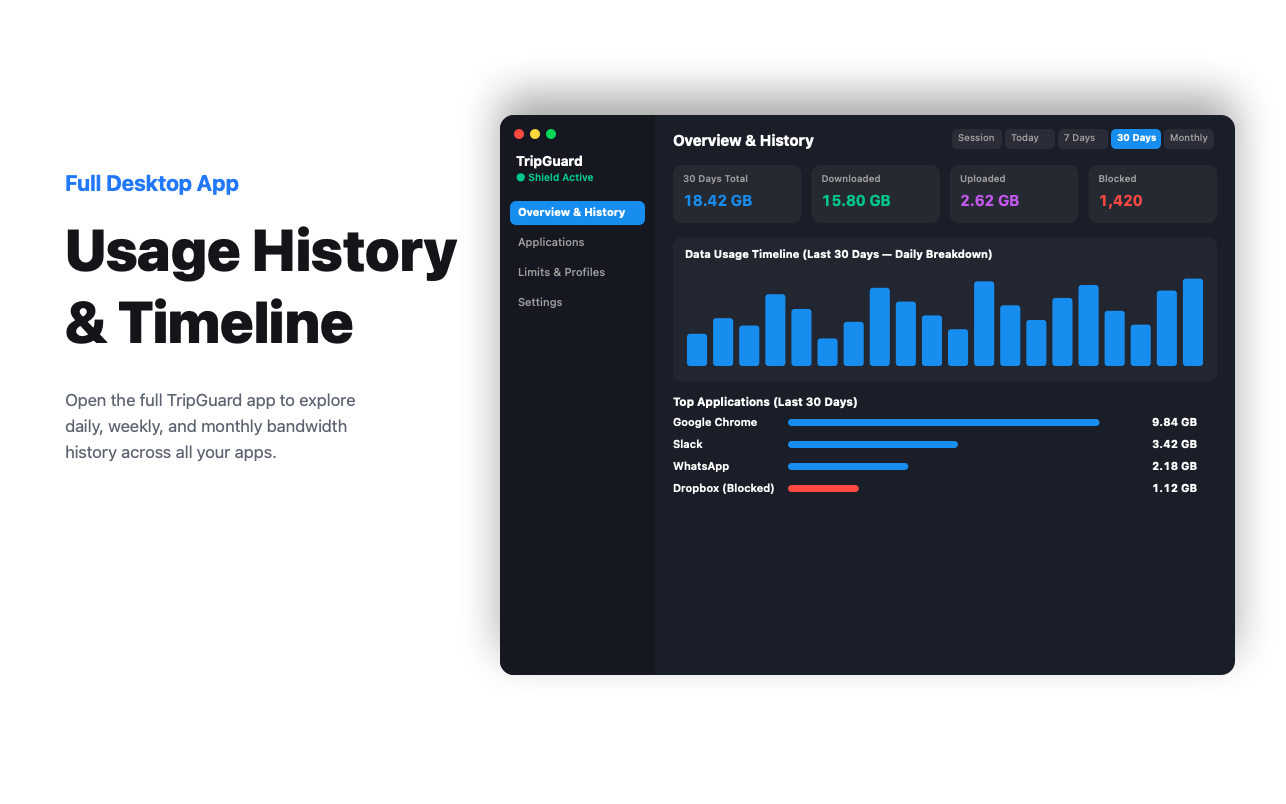 Full Desktop App
Usage History
& Timeline
Open the full TripGuard app to explore
daily, weekly, and monthly bandwidth
history across all your apps.
TripGuard
Shield Active
Overview & History
Applications
Limits & Profiles
Settings
Overview & History
Session Today 7 Days 30 Days Monthly
30 Days Total
18.42 GB
Downloaded
15.80 GB
Uploaded
2.62 GB
Blocked
1,420
Data Usage Timeline (Last 30 Days — Daily Breakdown)
Top Applications (Last 30 Days)
Google Chrome 9.84 GB
Slack 3.42 GB
WhatsApp 2.18 GB
Dropbox (Blocked) 1.12 GB